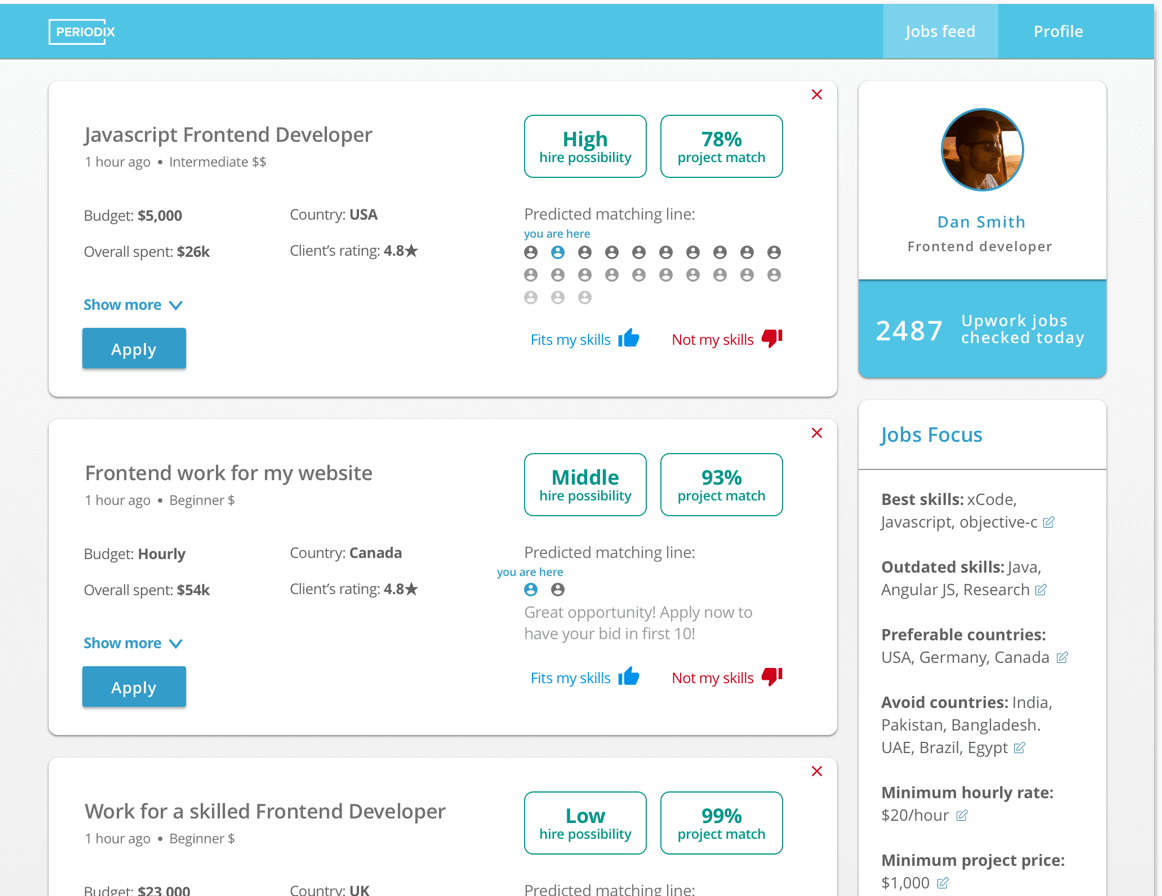 PERIODIX
Jobs feed
Profile
Javascript Frontend Developer
1 hour ago • Intermediate $$
High
hire possibility
78%
project match
Budget: $5,000
Country: USA
Overall spent: $26k
Client's rating: 4.8★
Predicted matching line:
you are here
Show more
Apply
Fits my skills
Not my skills
Frontend work for my website
1 hour ago • Beginner $
Middle
hire possibility
93%
project match
Budget: Hourly
Country: Canada
Overall spent: $54k
Client's rating: 4.8★
Predicted matching line:
you are here
Great opportunity! Apply now to
have your bid in first 10!
Show more
Apply
Fits my skills
Not my skills
Work for a skilled Frontend Developer
1 hour ago • Beginner $
Low
hire possibility
99%
project match
Budget: $23,000
Country: UK
Predicted matching line:
Dan Smith
Frontend developer
2487
Upwork jobs
checked today
Jobs Focus
Best skills: xCode,
Javascript, objective-c
Outdated skills: Java,
Angular JS, Research
Preferable countries:
USA, Germany, Canada
Avoid countries: India,
Pakistan, Bangladesh.
UAE, Brazil, Egypt
Minimum hourly rate:
$20/hour
Minimum project price:
$1,000